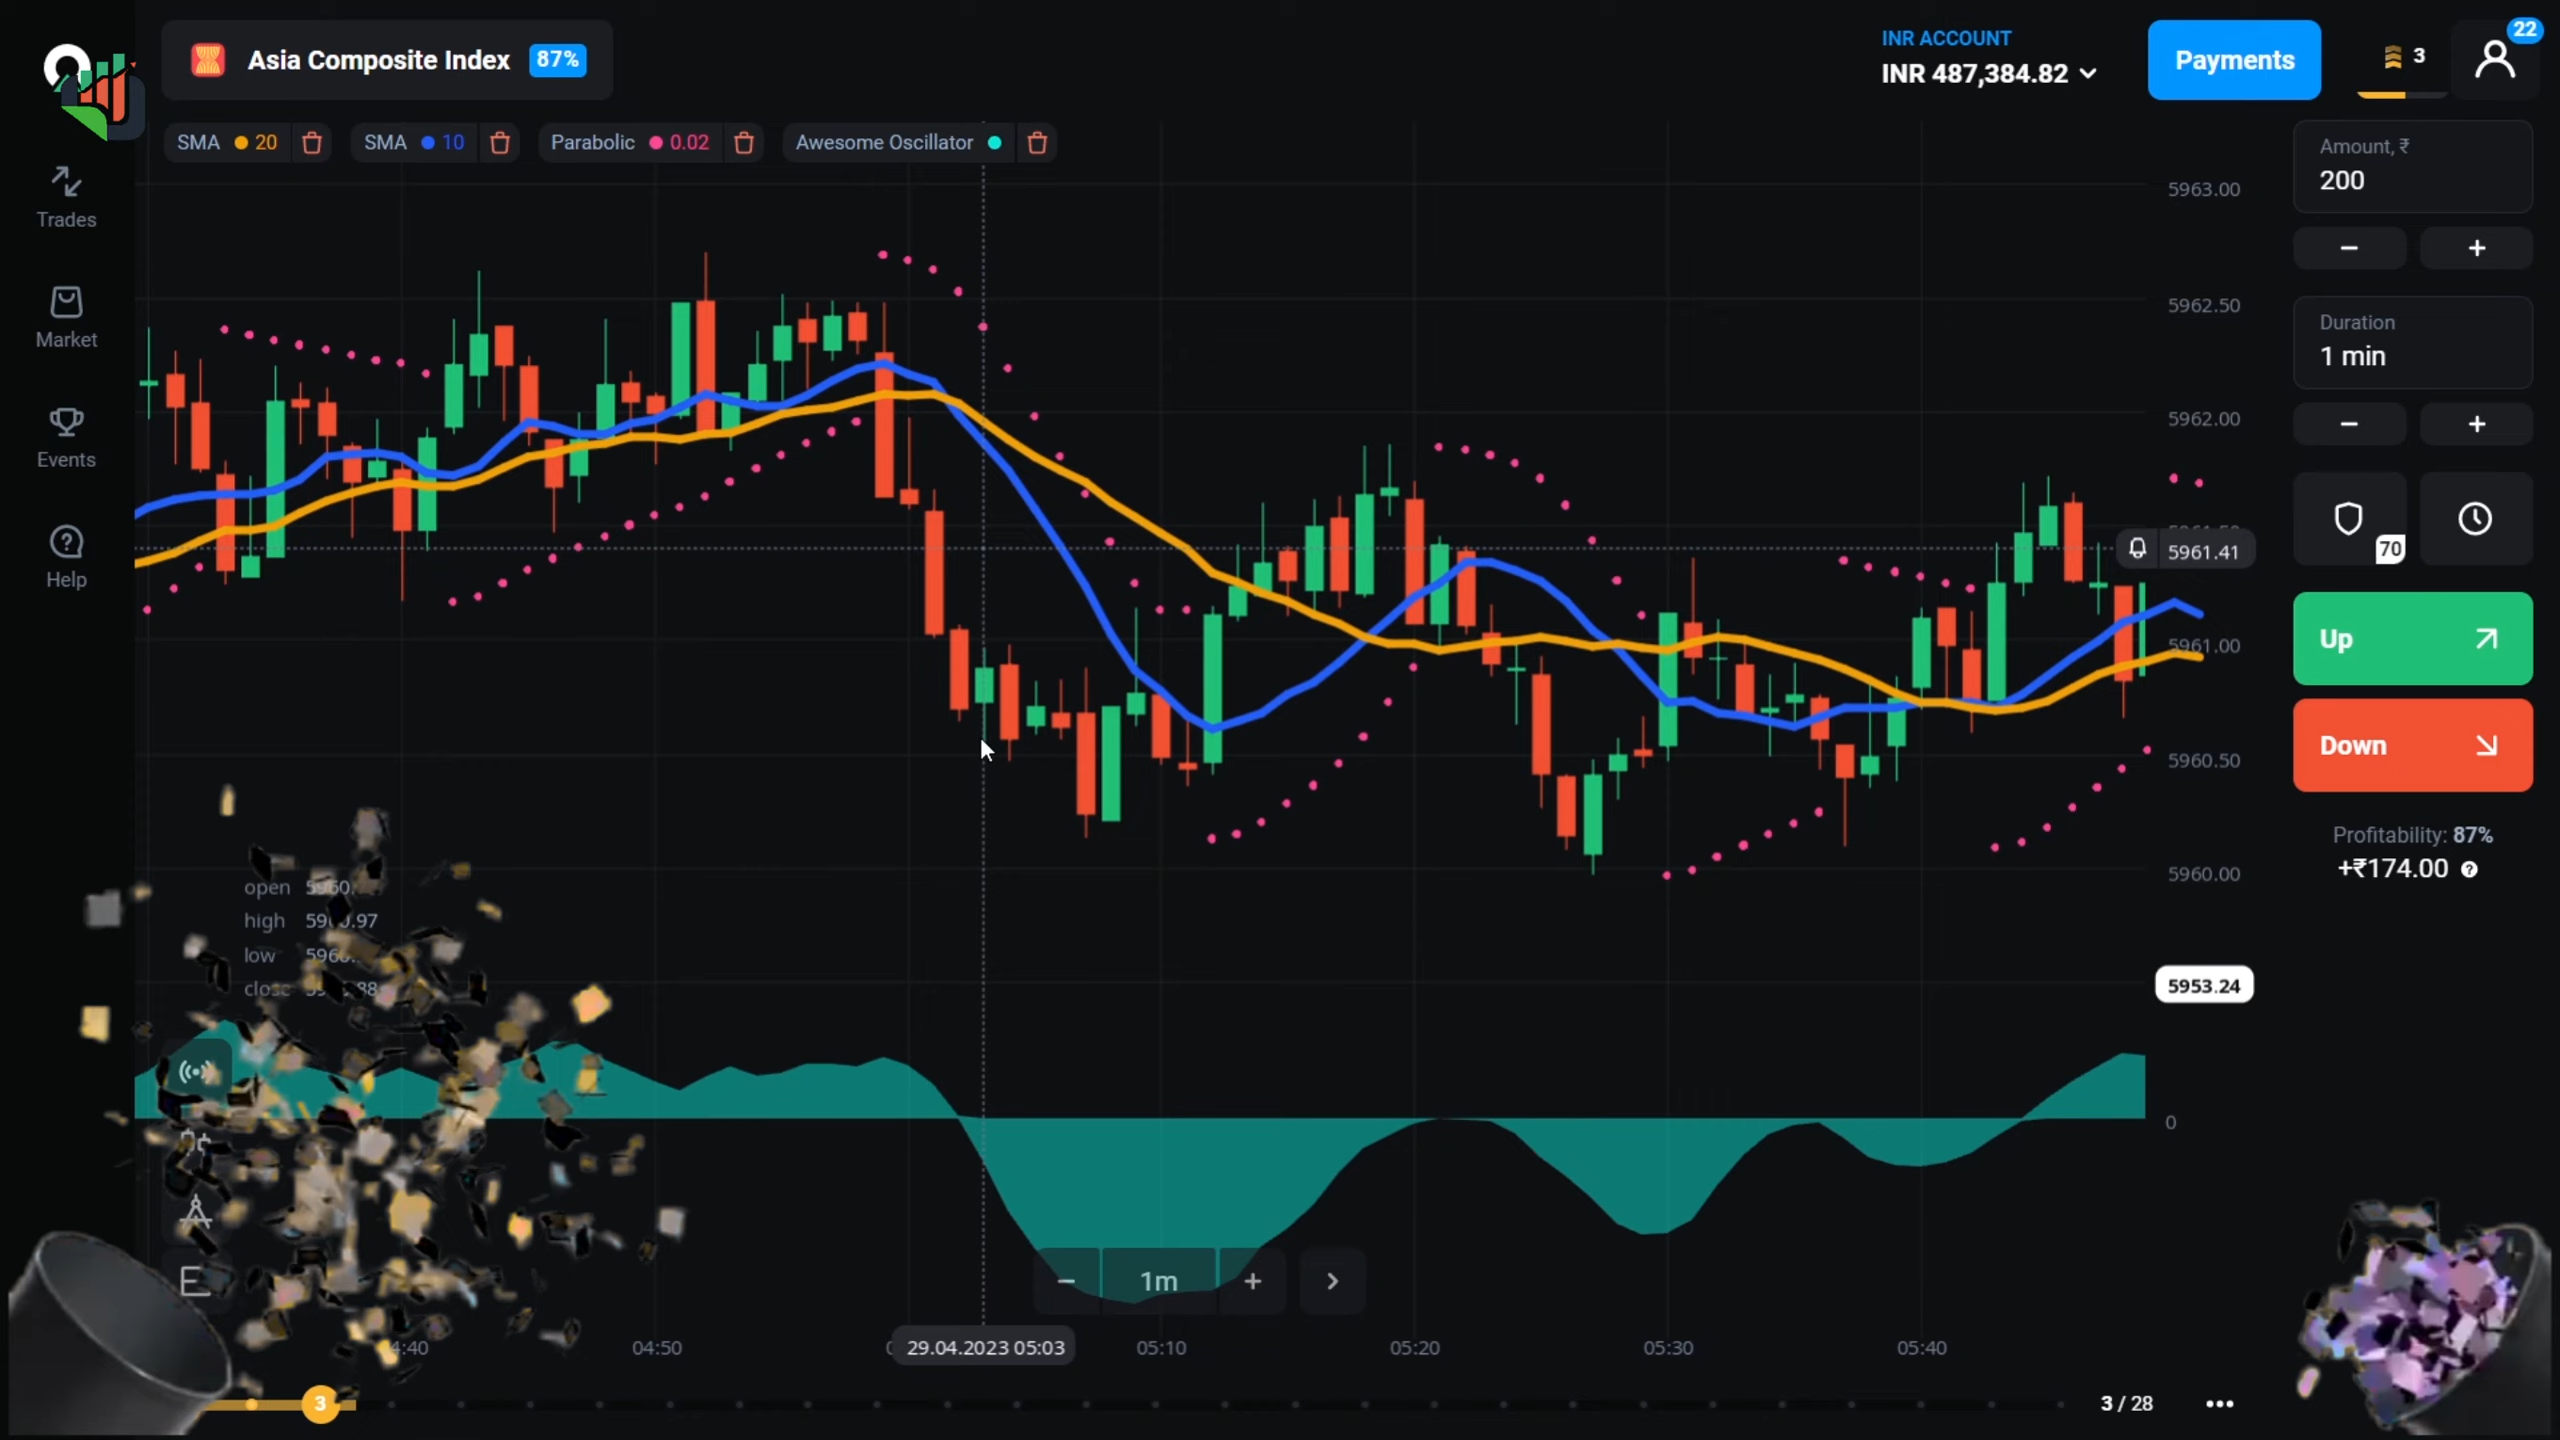 Asia Composite Index 87%
INR ACCOUNT
INR 487,384.82
Payments
3
22
SMA 20
SMA 10
Parabolic 0.02
Awesome Oscillator
Trades
Market
Events
Help
5963.00
5962.50
5962.00
5961.41
5961.00
5960.50
5960.00
5953.24
0
Amount, ₹
200
Duration
1 min
70
Up
Down
Profitability: 87%
+₹174.00
open
high
low
close
1m
04:50
29.04.2023 05:03
05:10
05:20
05:30
05:40
3
3 / 28